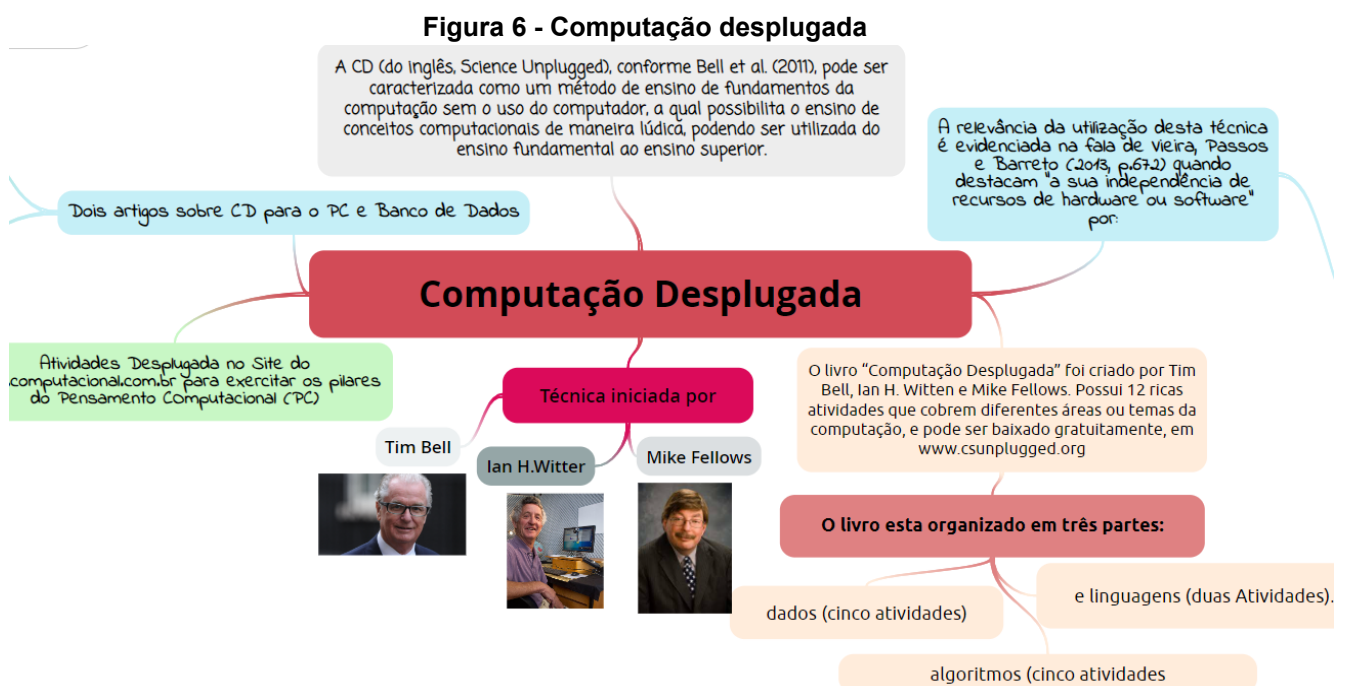 Figura 6 - Computação desplugada
A CD (do inglês, Science Unplugged), conforme Bell et al. (2011), pode ser
caracterizada como um método de ensino de fundamentos da
computação sem o uso do computador, a qual possibilita o ensino de
conceitos computacionais de maneira lúdica, podendo ser utilizada do
ensino fundamental ao ensino superior.
A relevância da utilização desta técnica
é evidenciada na fala de Vieira, Passos
e Barreto (2013, p.672) quando
destacam "a sua independência de
recursos de hardware ou software"
por:
Dois artigos sobre CD para o PC e Banco de Dados
Computação Desplugada
Atividades Desplugada no Site do
.computacional.com.br para exercitar os pilares
do Pensamento Computacional (PC)
Técnica iniciada por
Tim Bell
Ian H.Witter
Mike Fellows
O livro “Computação Desplugada” foi criado por Tim
Bell, Ian H. Witten e Mike Fellows. Possui 12 ricas
atividades que cobrem diferentes áreas ou temas da
computação, e pode ser baixado gratuitamente, em
www.csunplugged.org
O livro esta organizado em três partes:
dados (cinco atividades)
e linguagens (duas Atividades).
algoritmos (cinco atividades